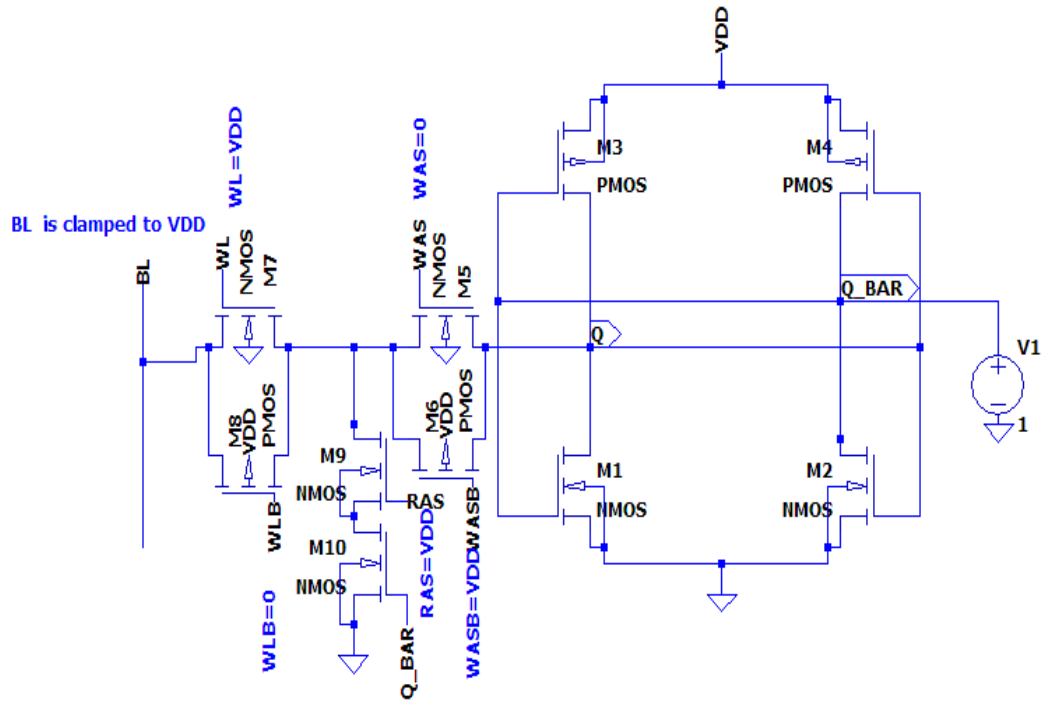 VDD
WL=VDD
WAS=0
BL is clamped to VDD
BL
WL
NMOS
M7
WAS
NMOS
M5
M3
PMOS
M4
PMOS
Q_BAR
Q
V1
1
M8
VDD
PMOS
M6
VDD
PMOS
M9
NMOS
RAS
M10
NMOS
WLB
WASB
M1
NMOS
M2
NMOS
WLB=0
RAS=VDD
WASB=VDD
Q_BAR